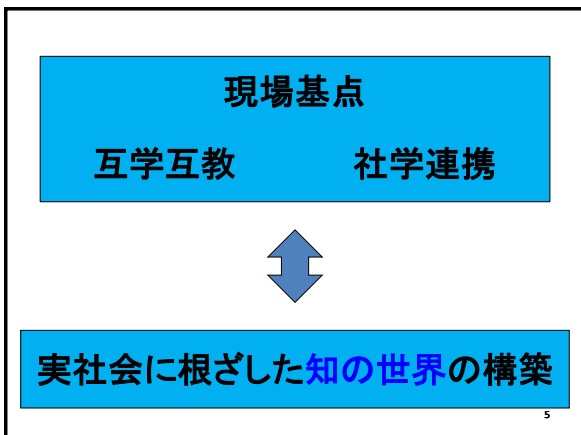 現場基点
互学互教 社学連携
実社会に根ざした知の世界の構築
5